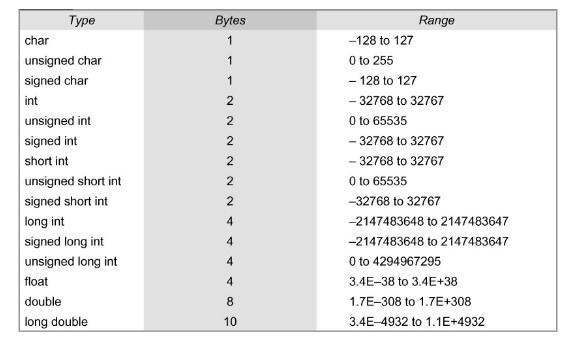 Type Bytes Range
char 1 –128 to 127
unsigned char 1 0 to 255
signed char 1 – 128 to 127
int 2 – 32768 to 32767
unsigned int 2 0 to 65535
signed int 2 – 32768 to 32767
short int 2 – 32768 to 32767
unsigned short int 2 0 to 65535
signed short int 2 –32768 to 32767
long int 4 –2147483648 to 2147483647
signed long int 4 –2147483648 to 2147483647
unsigned long int 4 0 to 4294967295
float 4 3.4E–38 to 3.4E+38
double 8 1.7E–308 to 1.7E+308
long double 10 3.4E–4932 to 1.1E+4932